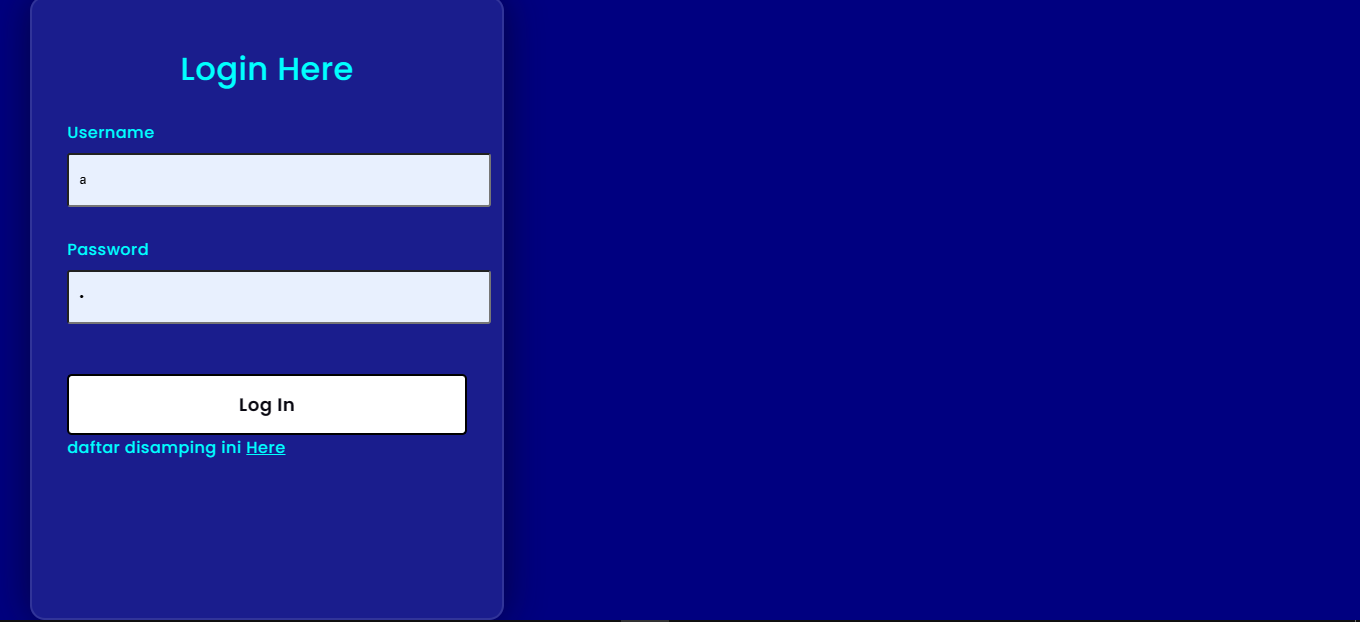 Login Here
Username
a
Password
•
Log In
daftar disamping ini Here